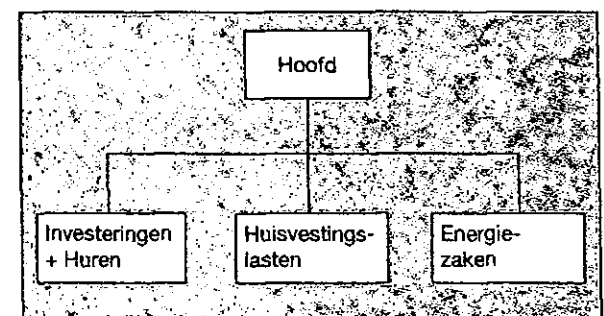 Hoofd
Investeringen
+ Huren
Huisvestings-
lasten
Energie-
zaken